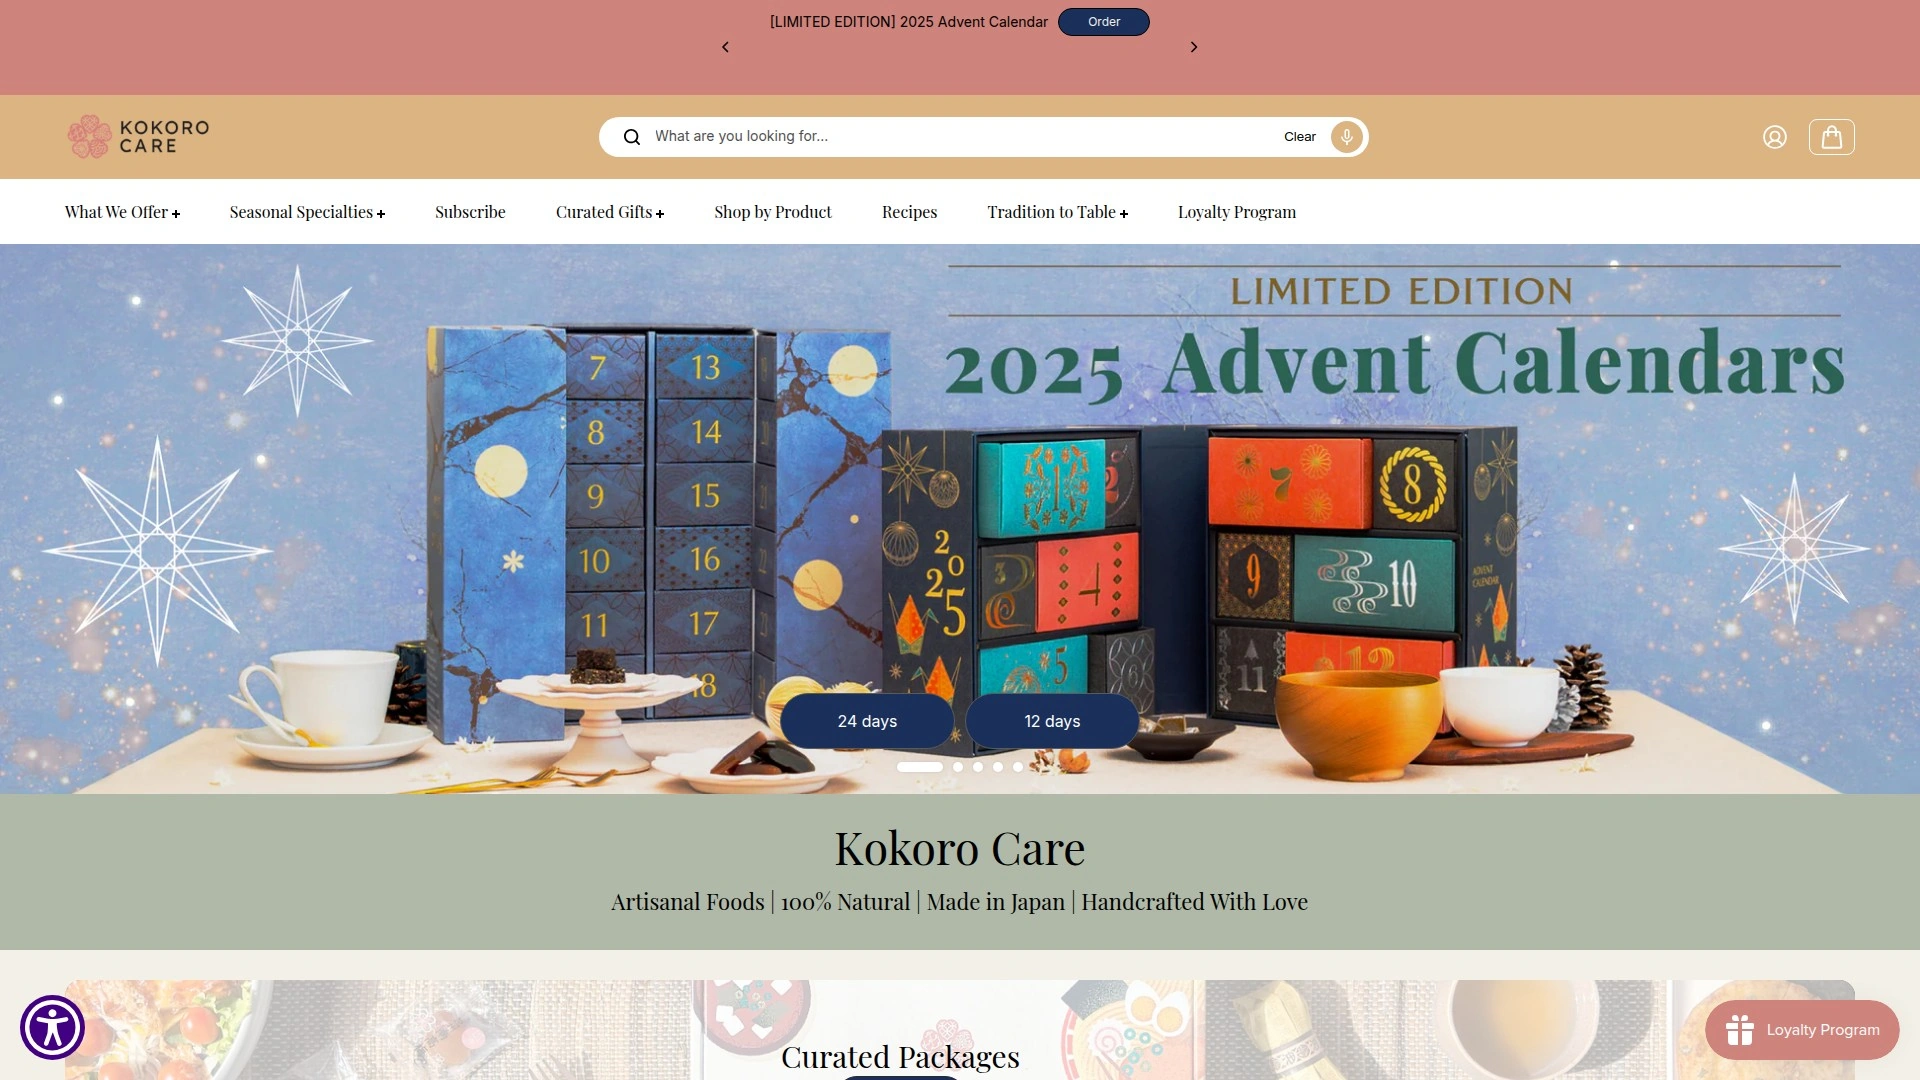 [LIMITED EDITION] 2025 Advent Calendar
Order
KOKORO
CARE
What are you looking for...
Clear
What We Offer
Seasonal Specialties
Subscribe
Curated Gifts
Shop by Product
Recipes
Tradition to Table
Loyalty Program
LIMITED EDITION
2025 Advent Calendars
7
13
8
14
9
15
10
16
11
17
18
1
2
7
8
2
0
2
5
3
4
9
10
ADVENT
CALENDAR
5
6
11
12
24 days
12 days
Kokoro Care
Artisanal Foods | 100% Natural | Made in Japan | Handcrafted With Love
Curated Packages
Loyalty Program